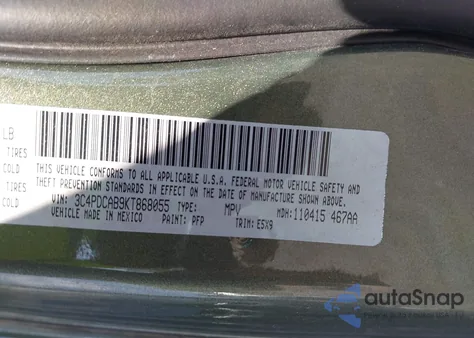 LB
TIRES
COLD
TIRES
COLD
THIS VEHICLE CONFORMS TO ALL APPLICABLE U.S.A. FEDERAL MOTOR VEHICLE SAFETY AND
THEFT PREVENTION STANDARDS IN EFFECT ON THE DATE OF MANUFACTURE SHOWN ABOVE.
VIN: 3C4PDCAB9KT868055 TYPE: MPV MDH: 110415 467AA
VEHICLE MADE IN MEXICO PAINT: PFP TRIM: E5X9
autoSnap